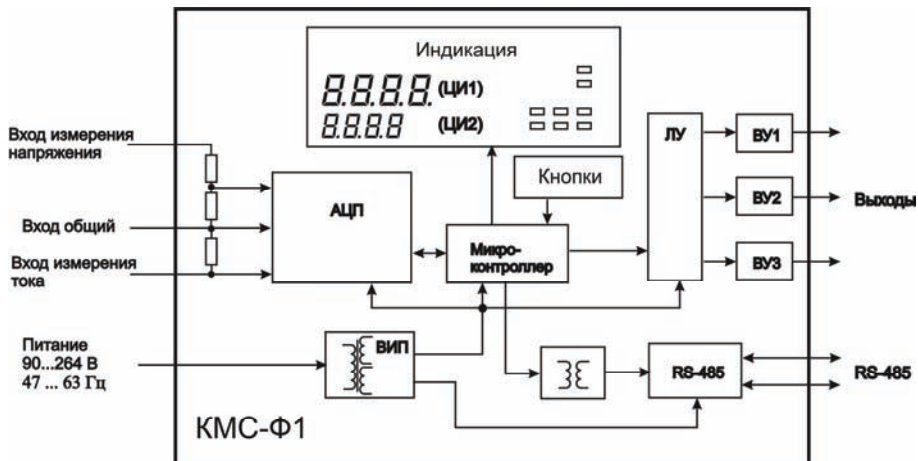 Индикация
8.8.8.8. (ЦИ1)
8.8.8.8 (ЦИ2)
Вход измерения
напряжения
Вход общий
Вход измерения
тока
АЦП
Кнопки
Микро-
контроллер
ЛУ
ВУ1
ВУ2
ВУ3
Выходы
Питание
90...264 В
47 ... 63 Гц
ВИП
RS-485
RS-485
КМС-Ф1